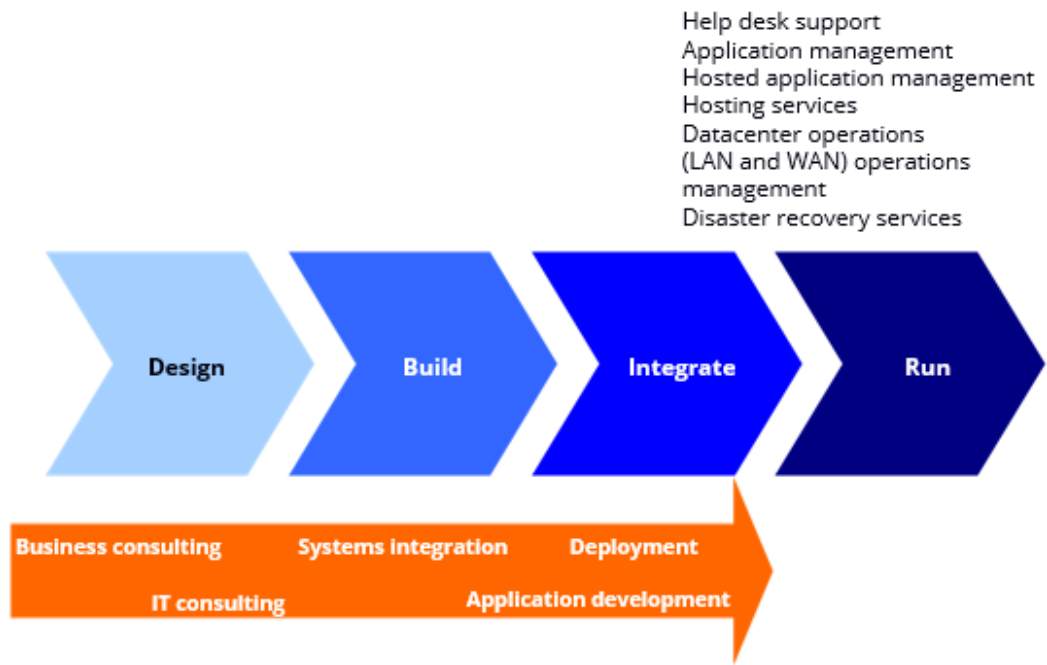 Help desk support
Application management
Hosted application management
Hosting services
Datacenter operations
(LAN and WAN) operations
management
Disaster recovery services
Design
Build
Integrate
Run
Business consulting
Systems integration
Deployment
IT consulting
Application development